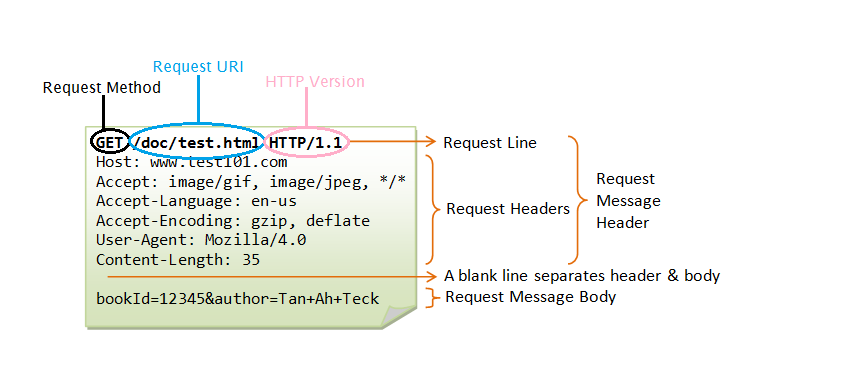 Request URI
HTTP Version
Request Method
GET /doc/test.html HTTP/1.1
Request Line
Host: www.test101.com
Accept: image/gif, image/jpeg, */*
Accept-Language: en-us
Accept-Encoding: gzip, deflate
User-Agent: Mozilla/4.0
Content-Length: 35
Request Headers
Request
Message
Header
A blank line separates header & body
bookId=12345&author=Tan+Ah+Teck
Request Message Body